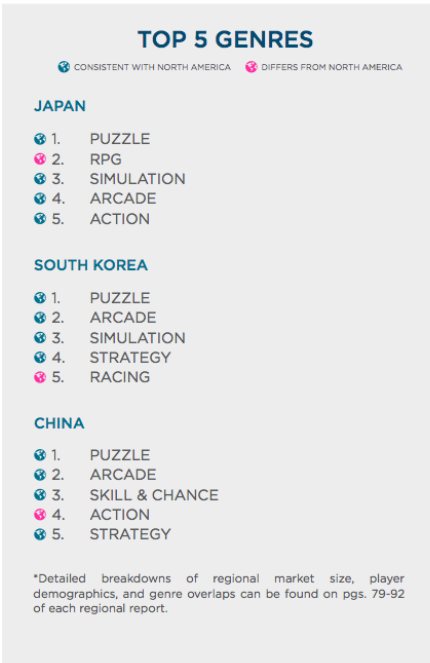 TOP 5 GENRES
CONSISTENT WITH NORTH AMERICA DIFFERS FROM NORTH AMERICA
JAPAN
1. PUZZLE
2. RPG
3. SIMULATION
4. ARCADE
5. ACTION
SOUTH KOREA
1. PUZZLE
2. ARCADE
3. SIMULATION
4. STRATEGY
5. RACING
CHINA
1. PUZZLE
2. ARCADE
3. SKILL & CHANCE
4. ACTION
5. STRATEGY
*Detailed breakdowns of regional market size, player
demographics, and genre overlaps can be found on pgs. 79-92
of each regional report.